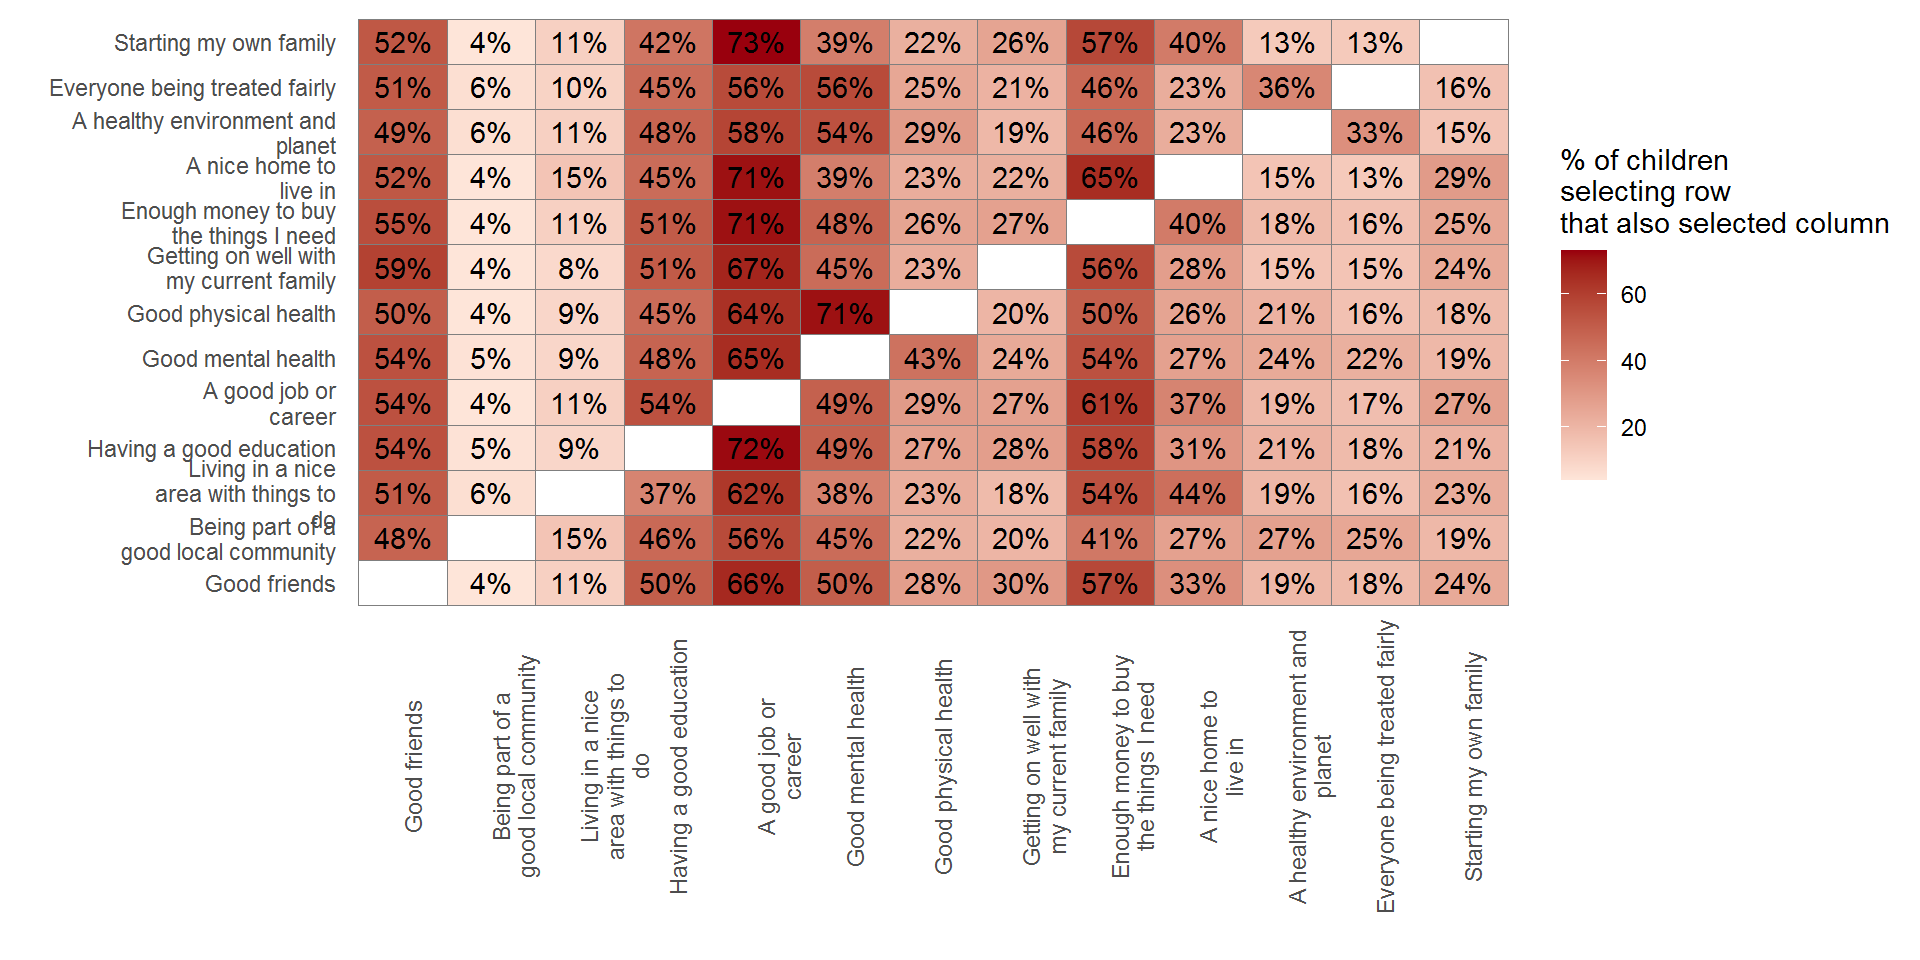 Starting my own family 52% 4% 11% 42% 73% 39% 22% 26% 57% 40% 13% 13%
Everyone being treated fairly 51% 6% 10% 45% 56% 56% 25% 21% 46% 23% 36% 16%
A healthy environment and
planet 49% 6% 11% 48% 58% 54% 29% 19% 46% 23% 33% 15%
A nice home to
live in 52% 4% 15% 45% 71% 39% 23% 22% 65% 15% 13% 29%
Enough money to buy
the things I need 55% 4% 11% 51% 71% 48% 26% 27% 40% 18% 16% 25%
Getting on well with
my current family 59% 4% 8% 51% 67% 45% 23% 56% 28% 15% 15% 24%
Good physical health 50% 4% 9% 45% 64% 71% 20% 50% 26% 21% 16% 18%
Good mental health 54% 5% 9% 48% 65% 43% 24% 54% 27% 24% 22% 19%
A good job or
career 54% 4% 11% 54% 49% 29% 27% 61% 37% 19% 17% 27%
Having a good education 54% 5% 9% 72% 49% 27% 28% 58% 31% 21% 18% 21%
Living in a nice
area with things to
do 51% 6% 37% 62% 38% 23% 18% 54% 44% 19% 16% 23%
Being part of a
good local community 48% 15% 46% 56% 45% 22% 20% 41% 27% 27% 25% 19%
Good friends 4% 11% 50% 66% 50% 28% 30% 57% 33% 19% 18% 24%
Good friends
Being part of a
good local community
Living in a nice
area with things to
do
Having a good education
A good job or
career
Good mental health
Good physical health
Getting on well with
my current family
Enough money to buy
the things I need
A nice home to
live in
A healthy environment and
planet
Everyone being treated fairly
Starting my own family
% of children
selecting row
that also selected column
60
40
20